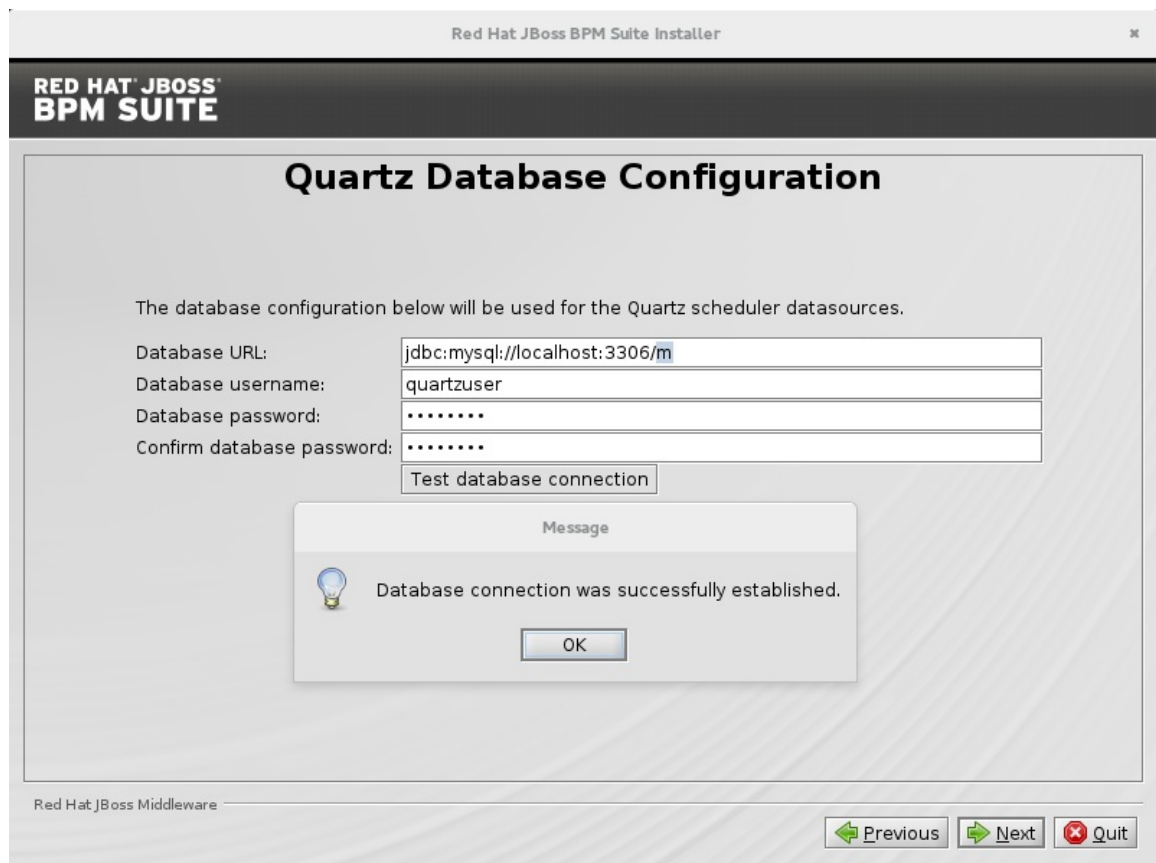 Red Hat JBoss BPM Suite Installer
RED HAT® JBOSS®
BPM SUITE
Quartz Database Configuration
The database configuration below will be used for the Quartz scheduler datasources.
Database URL: jdbc:mysql://localhost:3306/m
Database username: quartzuser
Database password: ••••••••
Confirm database password: ••••••••
Test database connection
Message
Database connection was successfully established.
OK
Red Hat JBoss Middleware
Previous Next Quit